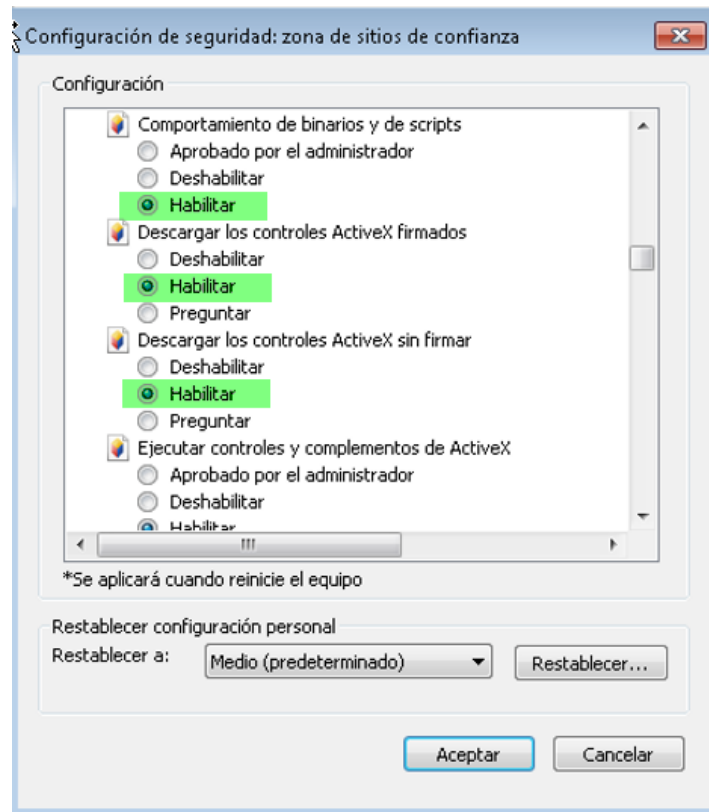 Configuración de seguridad: zona de sitios de confianza
Configuración
Comportamiento de binarios y de scripts
Aprobado por el administrador
Deshabilitar
Habilitar
Descargar los controles ActiveX firmados
Deshabilitar
Habilitar
Preguntar
Descargar los controles ActiveX sin firmar
Deshabilitar
Habilitar
Preguntar
Ejecutar controles y complementos de ActiveX
Aprobado por el administrador
Deshabilitar
Habilitar
*Se aplicará cuando reinicie el equipo
Restablecer configuración personal
Restablecer a: Medio (predeterminado) Restablecer...
Aceptar Cancelar